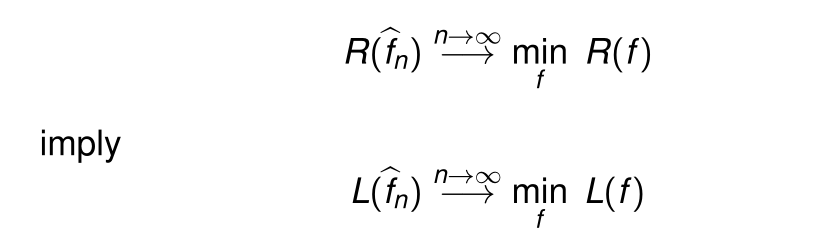 R(f̂ₙ) n→∞⟶ min_f R(f)
imply
L(f̂ₙ) n→∞⟶ min_f L(f)